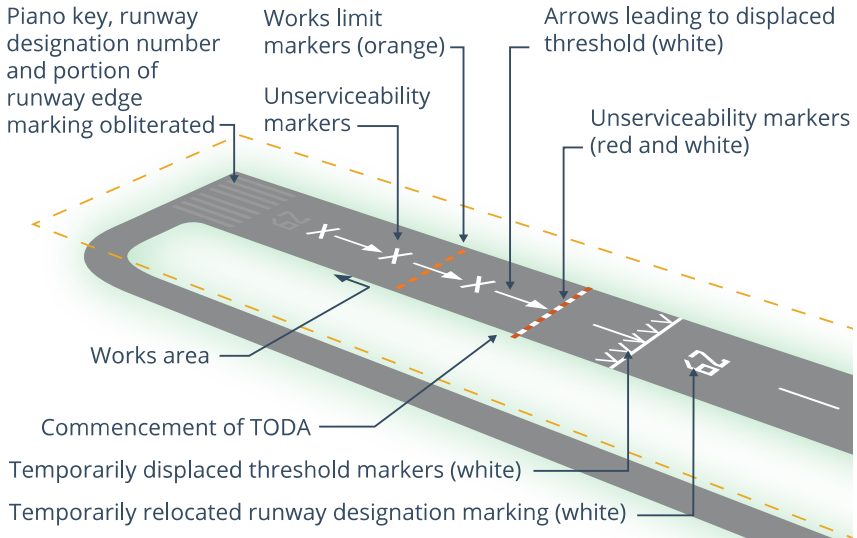 Piano key, runway
designation number
and portion of
runway edge
marking obliterated
Works limit
markers (orange)
Arrows leading to displaced
threshold (white)
Unserviceability
markers
Unserviceability markers
(red and white)
29
X
X
X
29
Works area
Commencement of TODA
Temporarily displaced threshold markers (white)
Temporarily relocated runway designation marking (white)